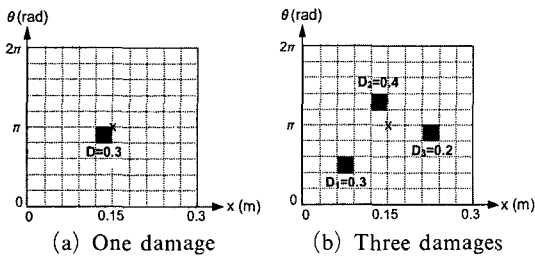 θ (rad)
2π
π
0
x
D=0.3
0
0.15
0.3
x (m)
(a) One damage
θ (rad)
2π
π
0
D₂=0.4
x
D₃=0.2
D₁=0.3
0
0.15
0.3
x (m)
(b) Three damages